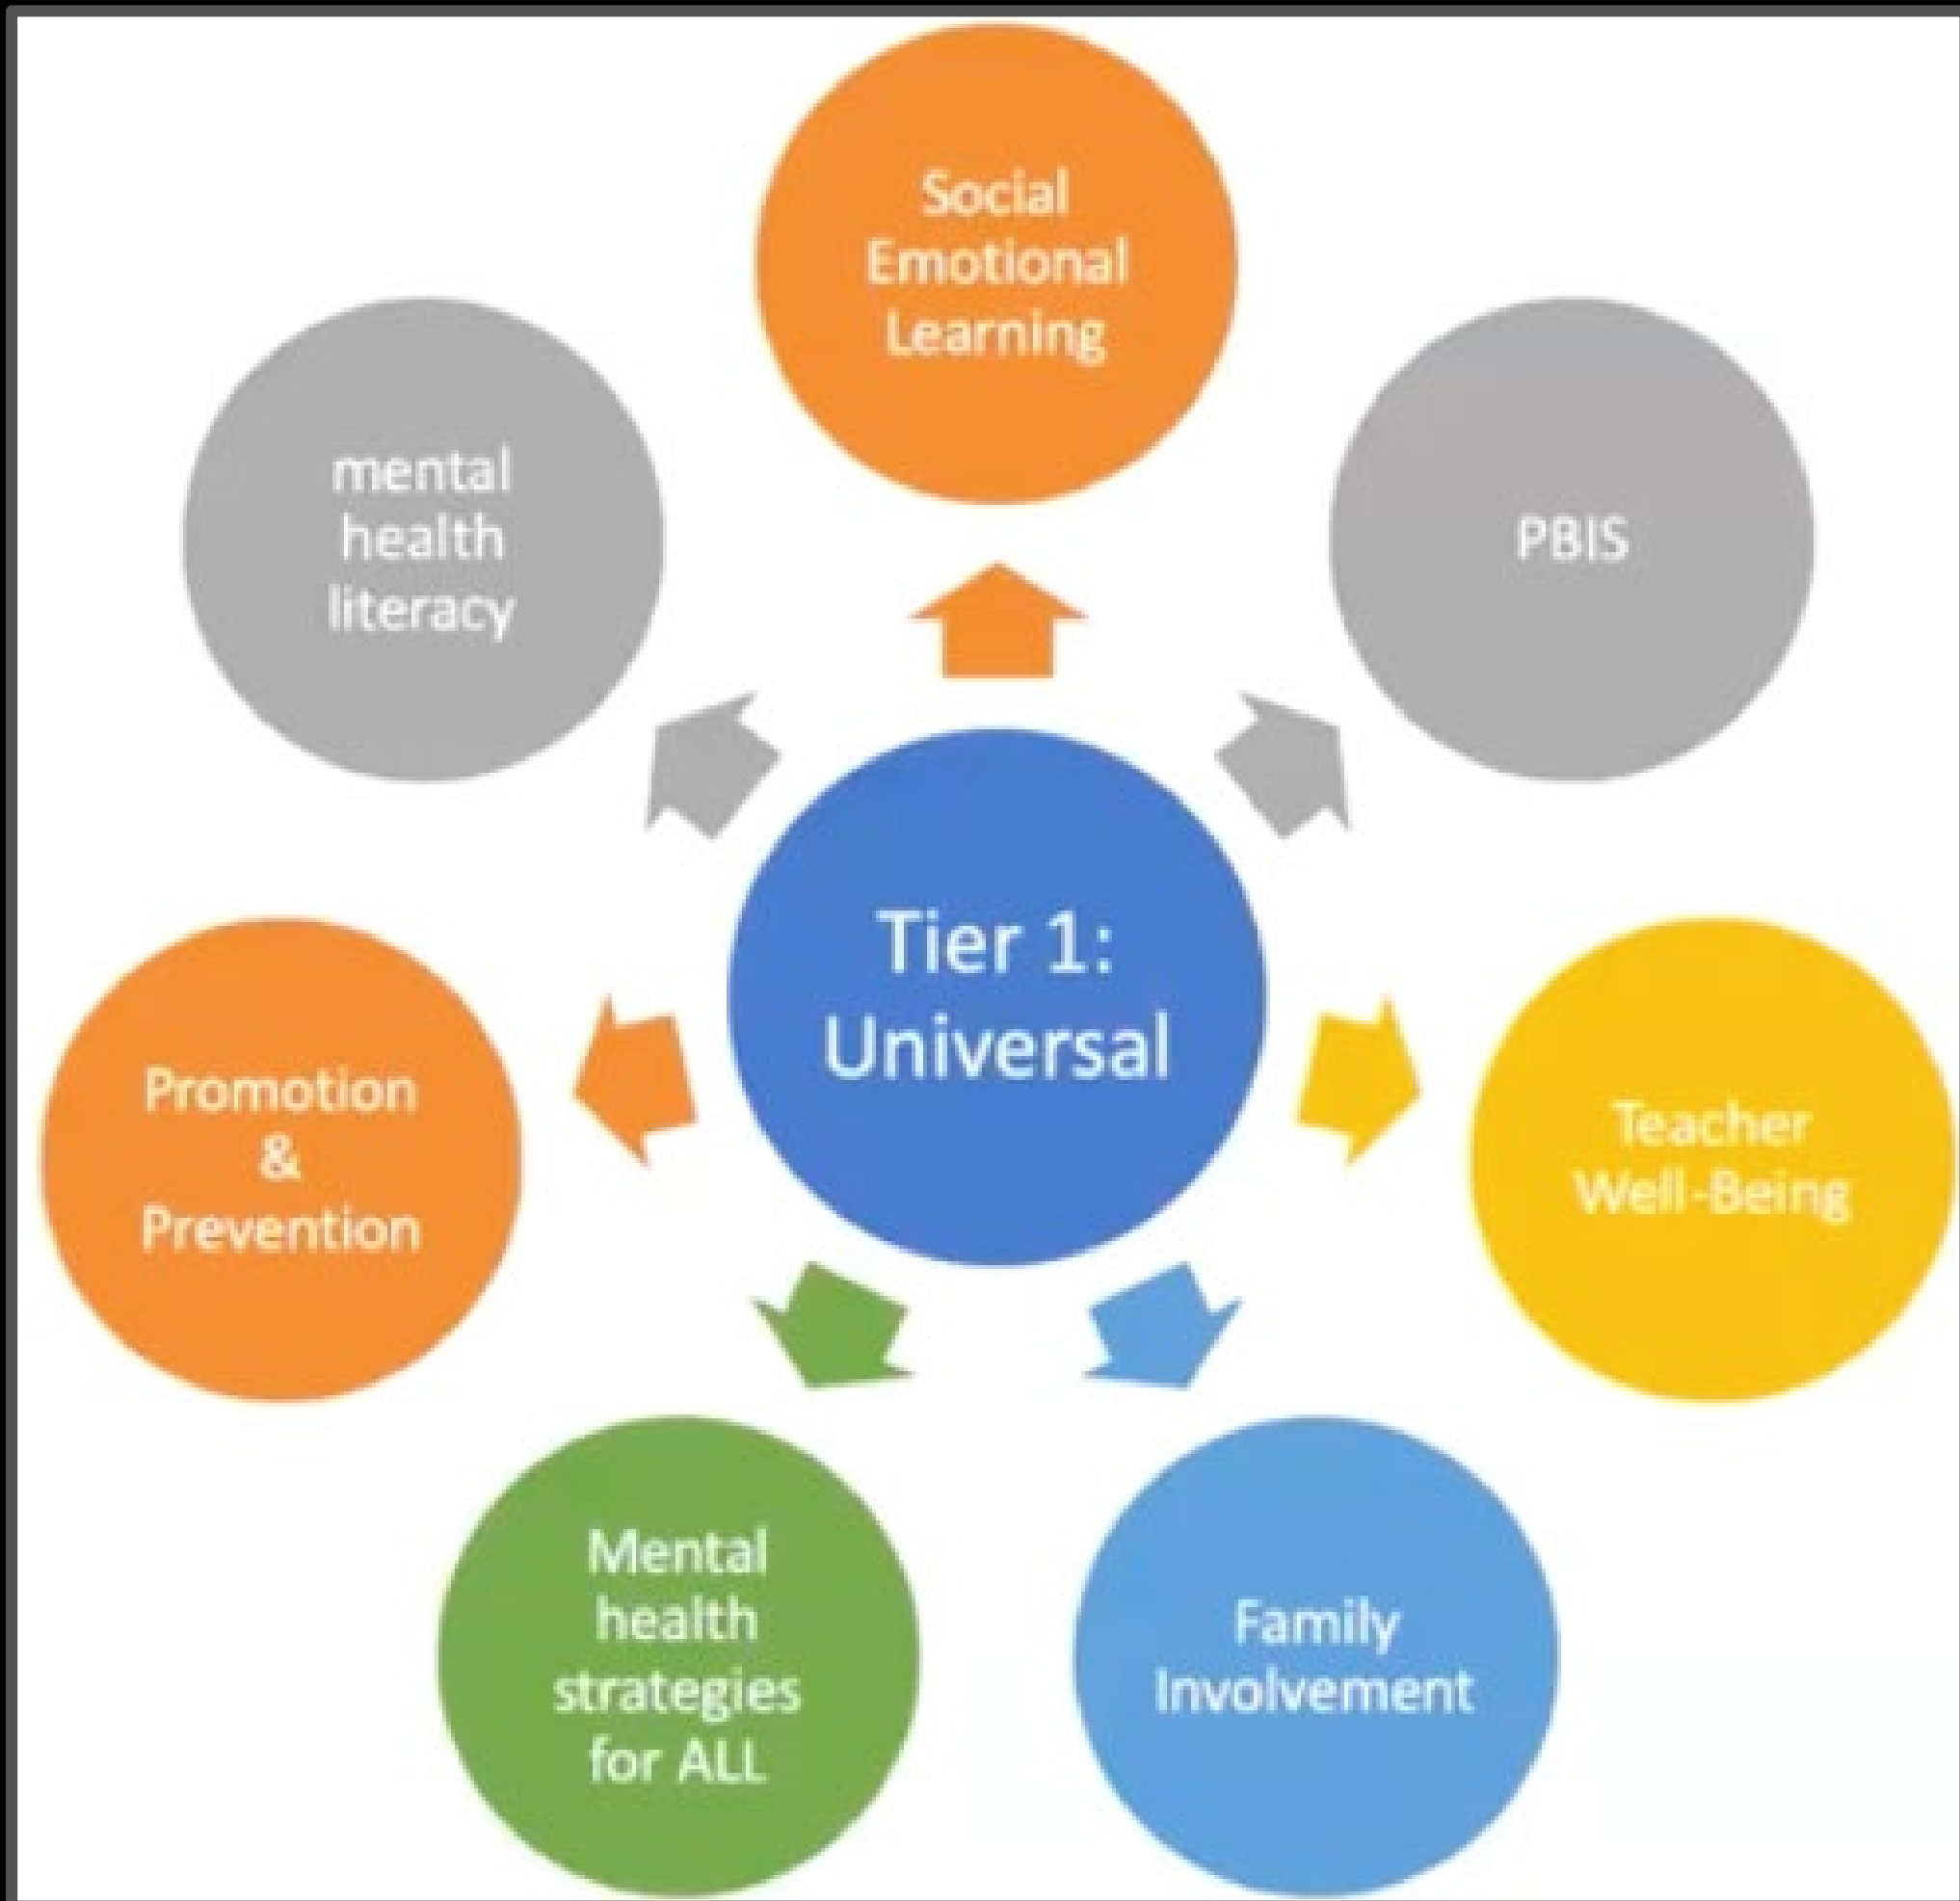 Social
Emotional
Learning
PBIS
Teacher
Well-Being
Family
Involvement
Mental
health
strategies
for ALL
Promotion
&
Prevention
mental
health
literacy
Tier 1:
Universal